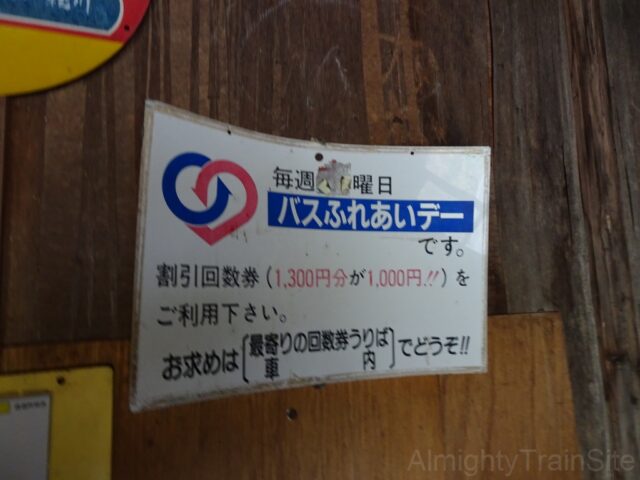 毎週 曜日
バスふれあいデー
です。
割引回数券(1,300円分が1,000円!!)を
ご利用下さい。
お求めは[最寄りの回数券うりば 車内]でどうぞ!!
AlmightyTrainSite